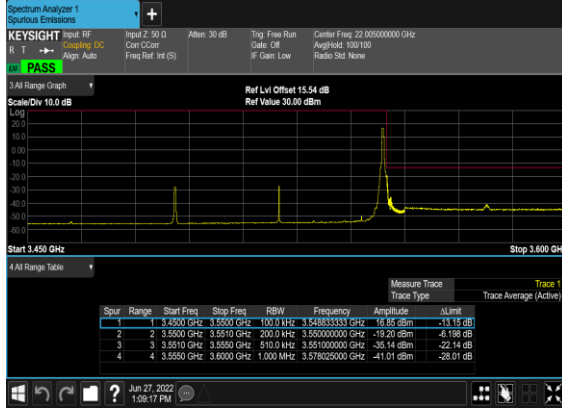 Spectrum Analyzer 1
Spurious Emissions
KEYSIGHT Input: RF Input Z: 50 Ω Atten: 30 dB Trig: Free Run Center Freq: 22.005000000 GHz
R T Coupling: DC Corr CCorr Gate: Off Avg|Hold: 100/100
Align: Auto Freq Ref: Int (S) IF Gain: Low Radio Std: None
PASS
3 All Range Graph
Scale/Div 10.0 dB Ref Lvl Offset 15.54 dB
Ref Value 30.00 dBm
Log
20.0
10.0
0.00
-10.0
-20.0
-30.0
-40.0
-50.0
-60.0
Start 3.450 GHz Stop 3.600 GH
4 All Range Table
Measure Trace Trace 1
Trace Type Trace Average (Active)
Spur Range Start Freq Stop Freq RBW Frequency Amplitude ΔLimit
1 1 3.4500 GHz 3.5500 GHz 100.0 kHz 3.548833333 GHz 16.85 dBm -13.15 dB
2 2 3.5500 GHz 3.5510 GHz 200.0 kHz 3.550000000 GHz -19.20 dBm -6.198 dB
3 3 3.5510 GHz 3.5550 GHz 510.0 kHz 3.551000000 GHz -35.14 dBm -22.14 dB
4 4 3.5550 GHz 3.6000 GHz 1.000 MHz 3.578025000 GHz -41.01 dBm -28.01 dB
Jun 27, 2022
1:09:17 PM